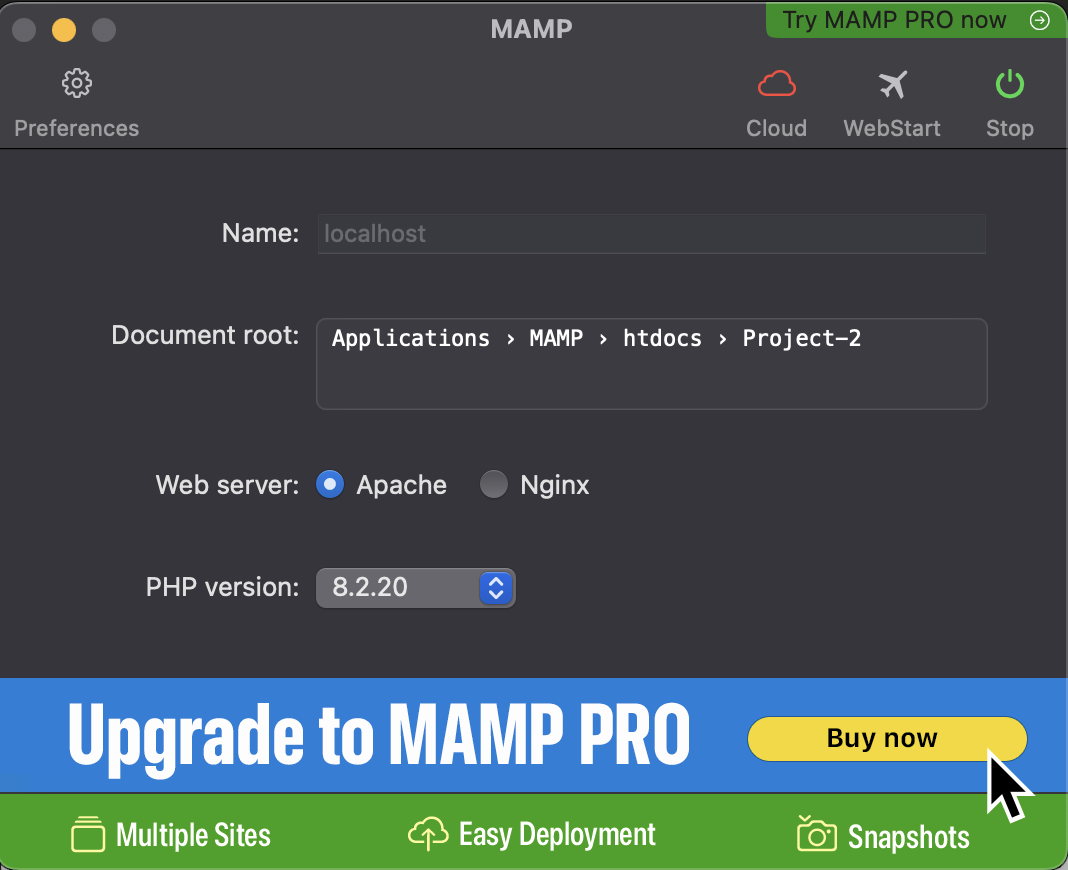 MAMP
Try MAMP PRO now
Preferences
Cloud
WebStart
Stop
Name: localhost
Document root: Applications › MAMP › htdocs › Project-2
Web server: Apache Nginx
PHP version: 8.2.20
Upgrade to MAMP PRO
Buy now
Multiple Sites
Easy Deployment
Snapshots